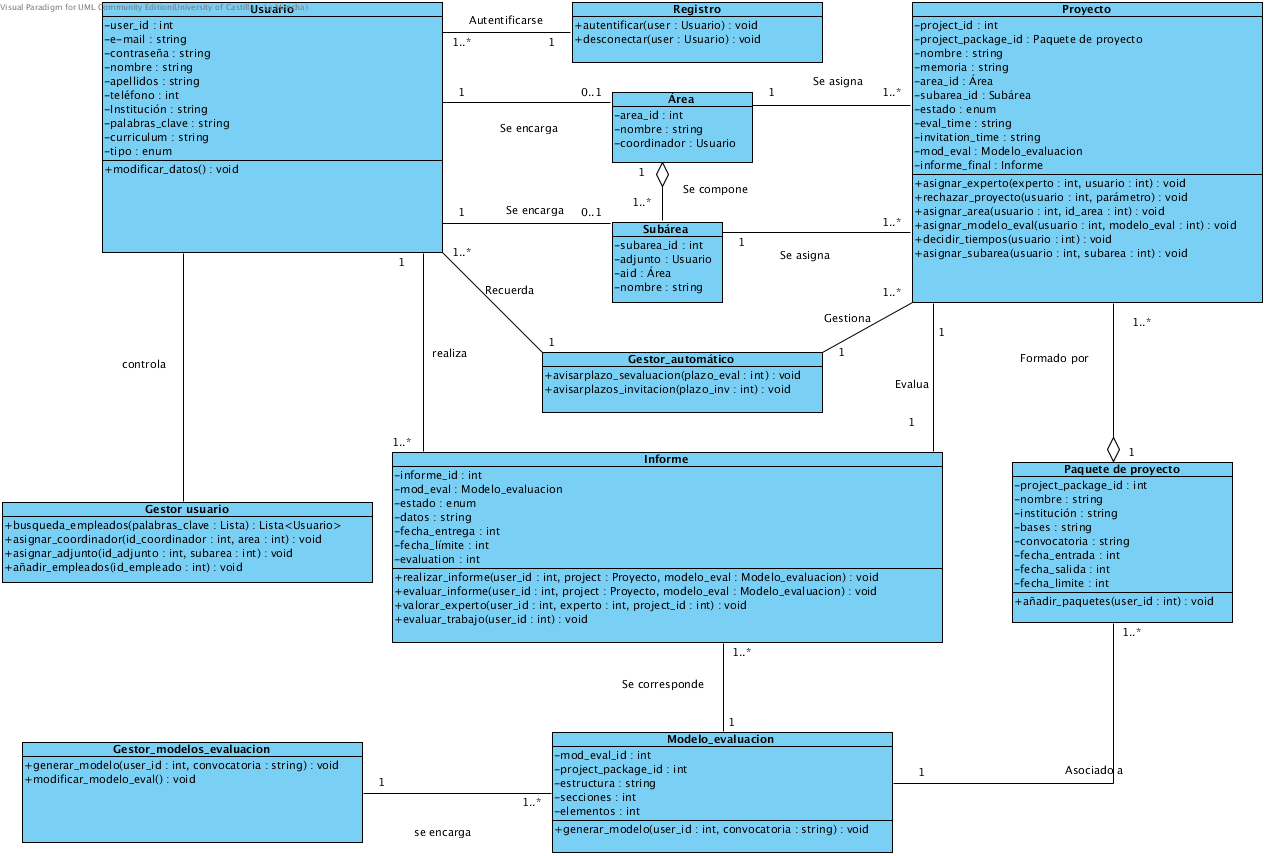 Visual Paradigm for UML Community Edition(University of Castilla
Usuario
-user_id : int
-e-mail : string
-contraseña : string
-nombre : string
-apellidos : string
-teléfono : int
-Institución : string
-palabras_clave : string
-curriculum : string
-tipo : enum
+modificar_datos() : void
Autentificarse
1..*
1
Registro
+autentificar(user : Usuario) : void
+desconectar(user : Usuario) : void
Proyecto
-project_id : int
-project_package_id : Paquete de proyecto
-nombre : string
-memoria : string
-area_id : Área
-subarea_id : Subárea
-estado : enum
-eval_time : string
-invitation_time : string
-mod_eval : Modelo_evaluacion
-informe_final : Informe
+asignar_experto(experto : int, usuario : int) : void
+rechazar_proyecto(usuario : int, parámetro) : void
+asignar_area(usuario : int, id_area : int) : void
+asignar_modelo_eval(usuario : int, modelo_eval : int) : void
+decidir_tiempos(usuario : int) : void
+asignar_subarea(usuario : int, subarea : int) : void
1
0..1
Se encarga
Área
-area_id : int
-nombre : string
-coordinador : Usuario
Se asigna
1
1..*
1
Se compone
1..*
1
Se encarga
0..1
Subárea
-subarea_id : int
-adjunto : Usuario
-aid : Área
-nombre : string
1..*
1
Se asigna
1..*
1
Recuerda
1
1..*
Gestiona
1
Gestor_automático
+avisarplazo_sevaluacion(plazo_eval : int) : void
+avisarplazos_invitacion(plazo_inv : int) : void
controla
realiza
1..*
1
Evalua
1
1..*
Formado por
1
Gestor usuario
+busqueda_empleados(palabras_clave : Lista) : Lista<Usuario>
+asignar_coordinador(id_coordinador : int, area : int) : void
+asignar_adjunto(id_adjunto : int, subarea : int) : void
+añadir_empleados(id_empleado : int) : void
Informe
-informe_id : int
-mod_eval : Modelo_evaluacion
-estado : enum
-datos : string
-fecha_entrega : int
-fecha_límite : int
-evaluation : int
+realizar_informe(user_id : int, project : Proyecto, modelo_eval : Modelo_evaluacion) : void
+evaluar_informe(user_id : int, project : Proyecto, modelo_eval : Modelo_evaluacion) : void
+valorar_experto(user_id : int, experto : int, project_id : int) : void
+evaluar_trabajo(user_id : int) : void
Paquete de proyecto
-project_package_id : int
-nombre : string
-institución : string
-bases : string
-convocatoria : string
-fecha_entrada : int
-fecha_salida : int
-fecha_limite : int
+añadir_paquetes(user_id : int) : void
1..*
Se corresponde
1
1..*
Asociado a
1
Gestor_modelos_evaluacion
+generar_modelo(user_id : int, convocatoria : string) : void
+modificar_modelo_eval() : void
1
1..*
se encarga
Modelo_evaluacion
-mod_eval_id : int
-project_package_id : int
-estructura : string
-secciones : int
-elementos : int
+generar_modelo(user_id : int, convocatoria : string) : void